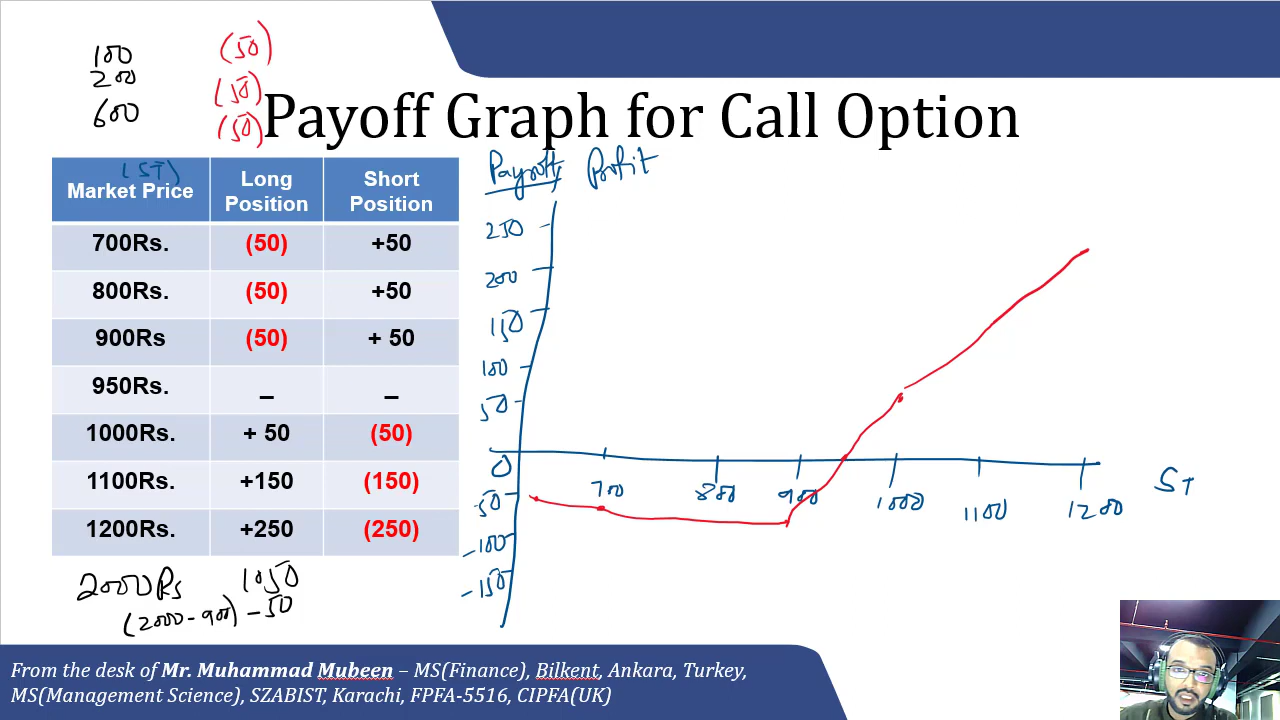 100 (50)
200 (50)
600 (50)
Payoff Graph for Call Option
(ST)
Market Price Long Position Short Position
700Rs. (50) +50
800Rs. (50) +50
900Rs (50) + 50
950Rs. _ _
1000Rs. + 50 (50)
1100Rs. +150 (150)
1200Rs. +250 (250)
2000Rs 1050
(2000-900) -50
Payoff, Profit
250
200
150
100
50
0
-50
-100
-150
700 800 900 1000 1100 1200 ST
From the desk of Mr. Muhammad Mubeen – MS(Finance), Bilkent, Ankara, Turkey,
MS(Management Science), SZABIST, Karachi, FPFA-5516, CIPFA(UK)